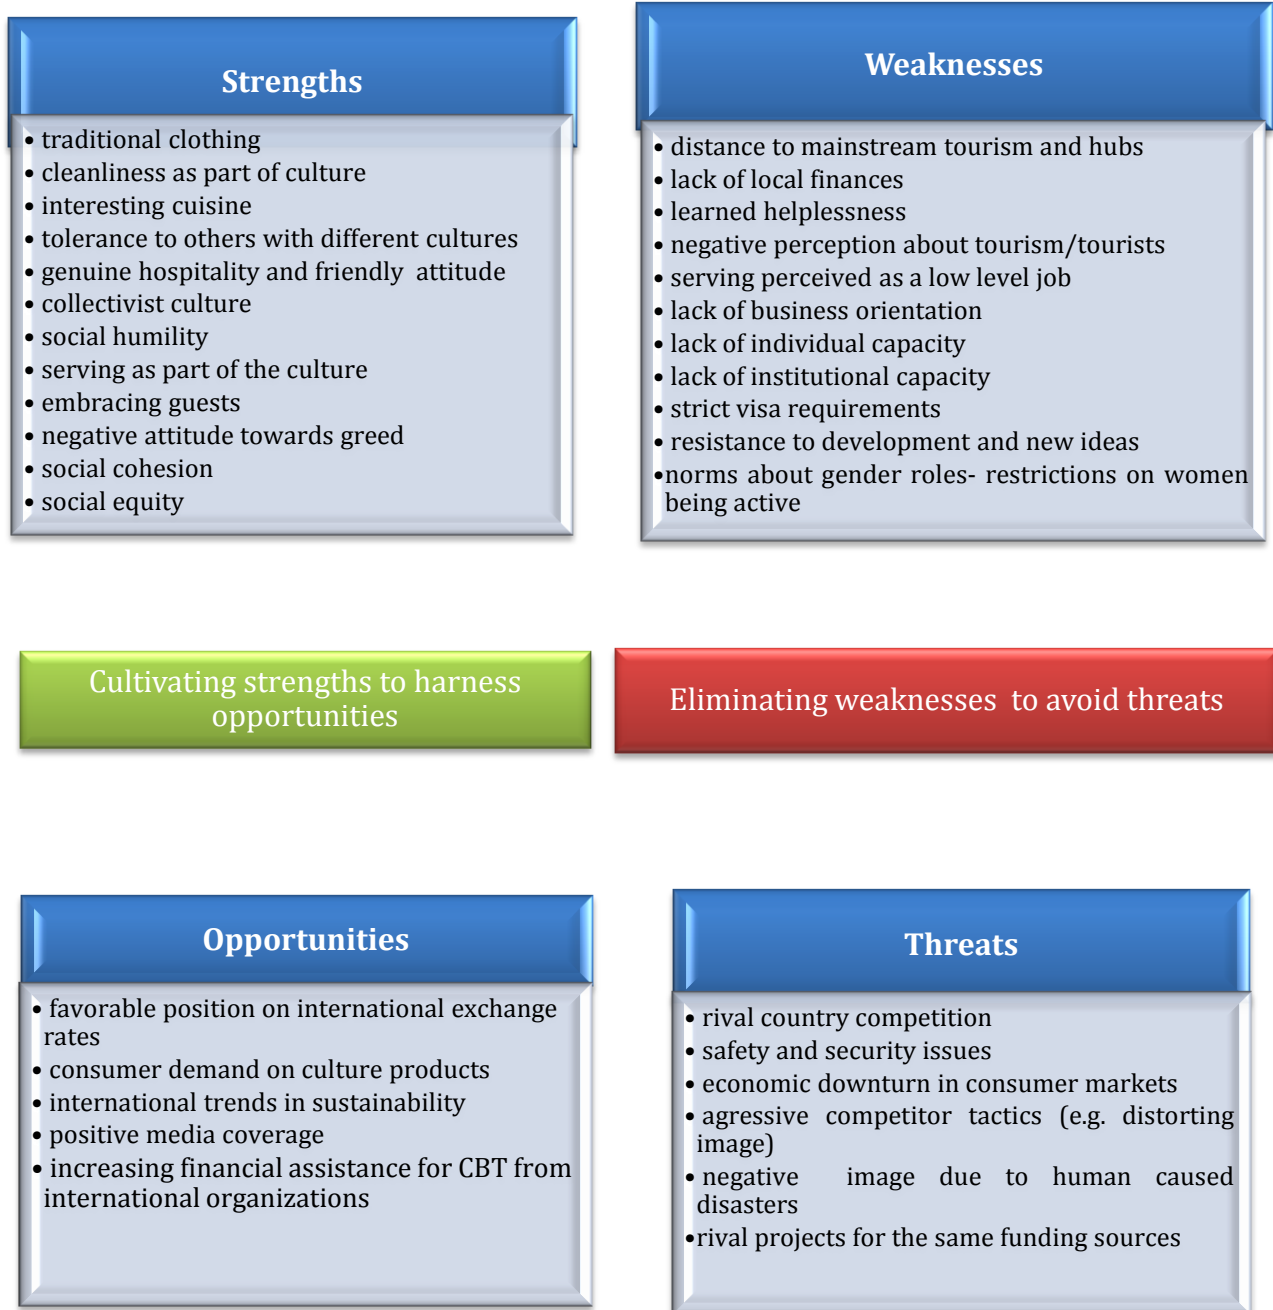 Strengths
• traditional clothing
• cleanliness as part of culture
• interesting cuisine
• tolerance to others with different cultures
• genuine hospitality and friendly attitude
• collectivist culture
• social humility
• serving as part of the culture
• embracing guests
• negative attitude towards greed
• social cohesion
• social equity
Weaknesses
• distance to mainstream tourism and hubs
• lack of local finances
• learned helplessness
• negative perception about tourism/tourists
• serving perceived as a low level job
• lack of business orientation
• lack of individual capacity
• lack of institutional capacity
• strict visa requirements
• resistance to development and new ideas
•norms about gender roles- restrictions on women
being active
Cultivating strengths to harness
opportunities
Eliminating weaknesses to avoid threats
Opportunities
• favorable position on international exchange
rates
• consumer demand on culture products
• international trends in sustainability
• positive media coverage
• increasing financial assistance for CBT from
international organizations
Threats
• rival country competition
• safety and security issues
• economic downturn in consumer markets
• agressive competitor tactics (e.g. distorting
image)
• negative image due to human caused
disasters
•rival projects for the same funding sources